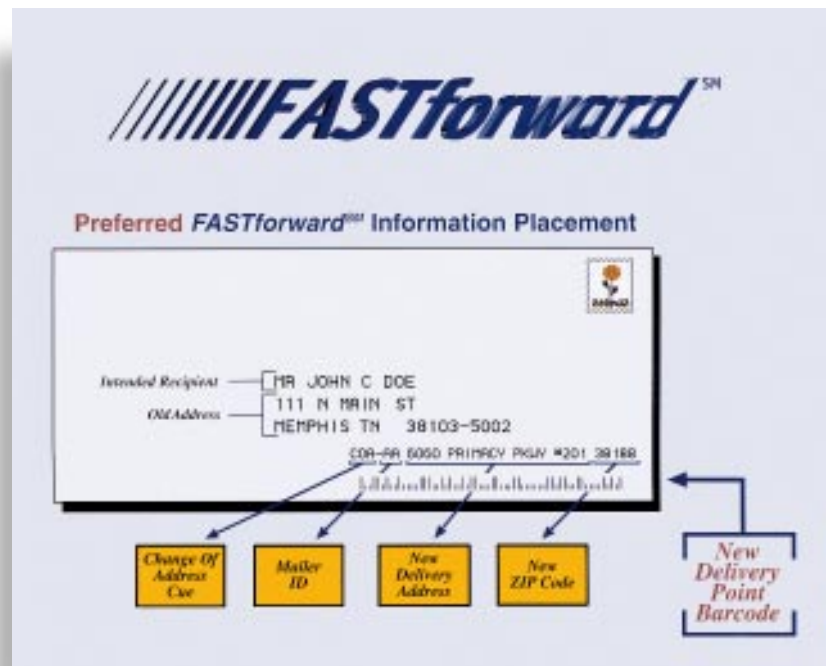 FASTforward SM
Preferred FASTforward Information Placement
Intended Recipient
MR JOHN C DOE
Old Address
111 N MAIN ST
MEMPHIS TN 38103-5002
COA-AA 6060 PRIMACY PKWY #201 38188
Change Of
Address
Cue
Mailer
ID
New
Delivery
Address
New
ZIP Code
New
Delivery
Point
Barcode